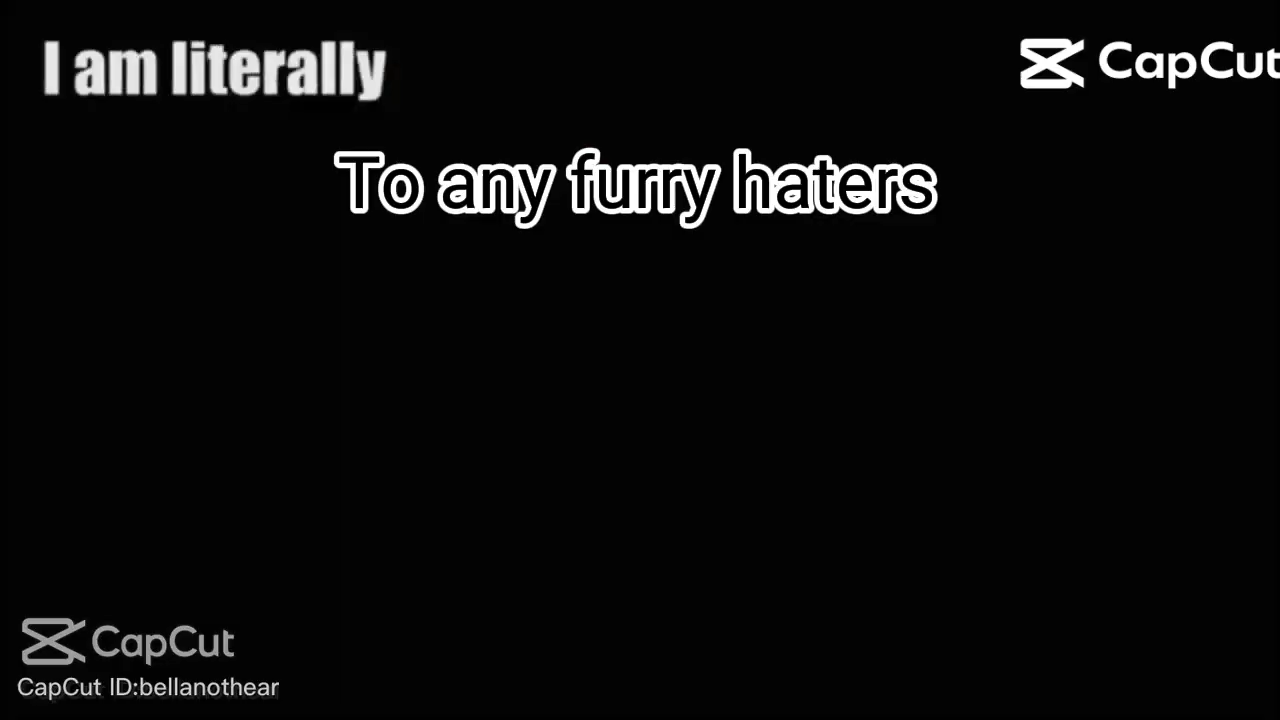 I am literally
CapCut
To any furry haters
CapCut
CapCut ID:bellanothear